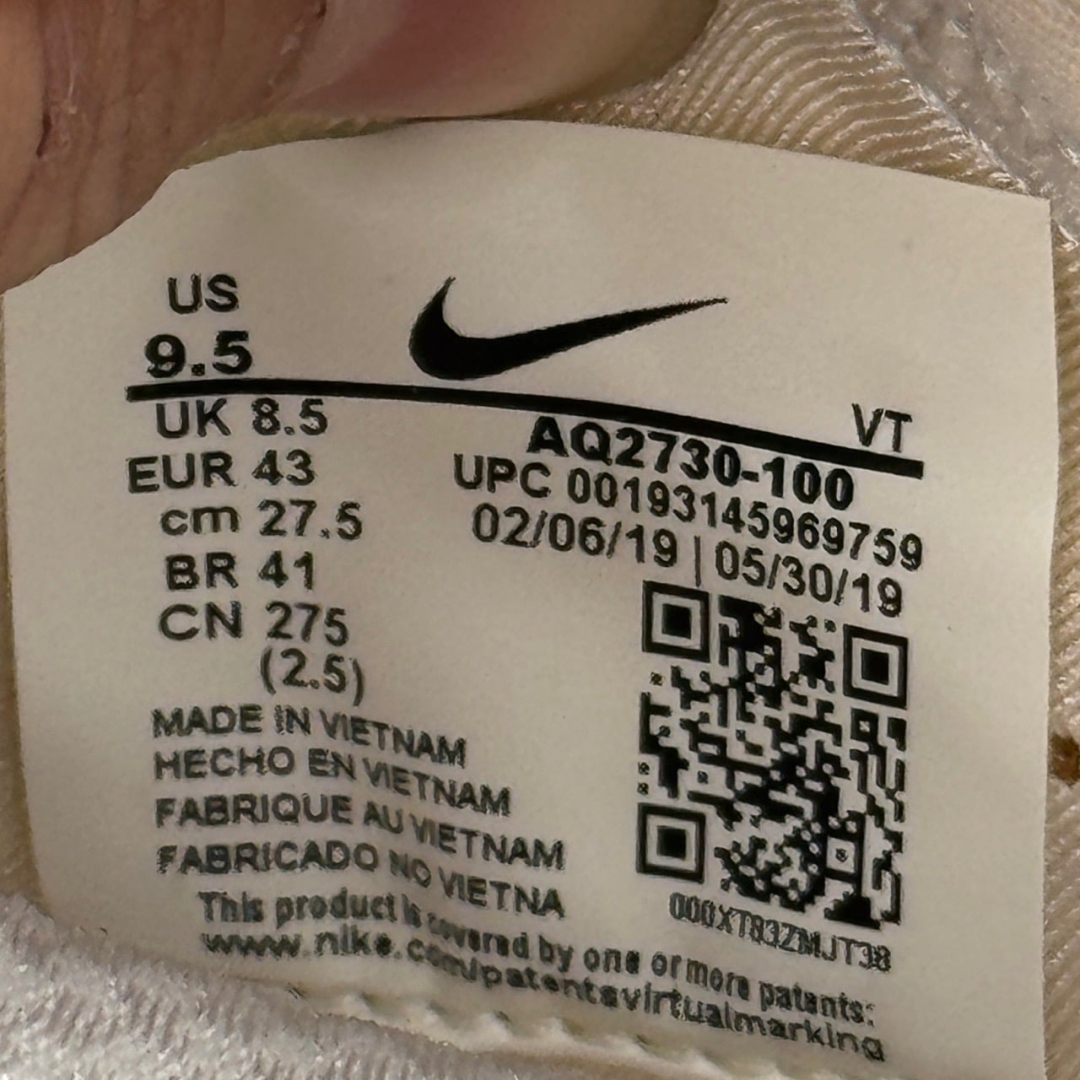 US
9.5
UK 8.5
EUR 43
cm 27.5
BR 41
CN 275
(2.5)
VT
AQ2730-100
UPC 00193145969759
02/06/19 | 05/30/19
MADE IN VIETNAM
HECHO EN VIETNAM
FABRIQUE AU VIETNAM
FABRICADO NO VIETNA
000XT83ZMJT38
This product is covered by one or more patents:
www.nike.com/patentsvirtualmarking